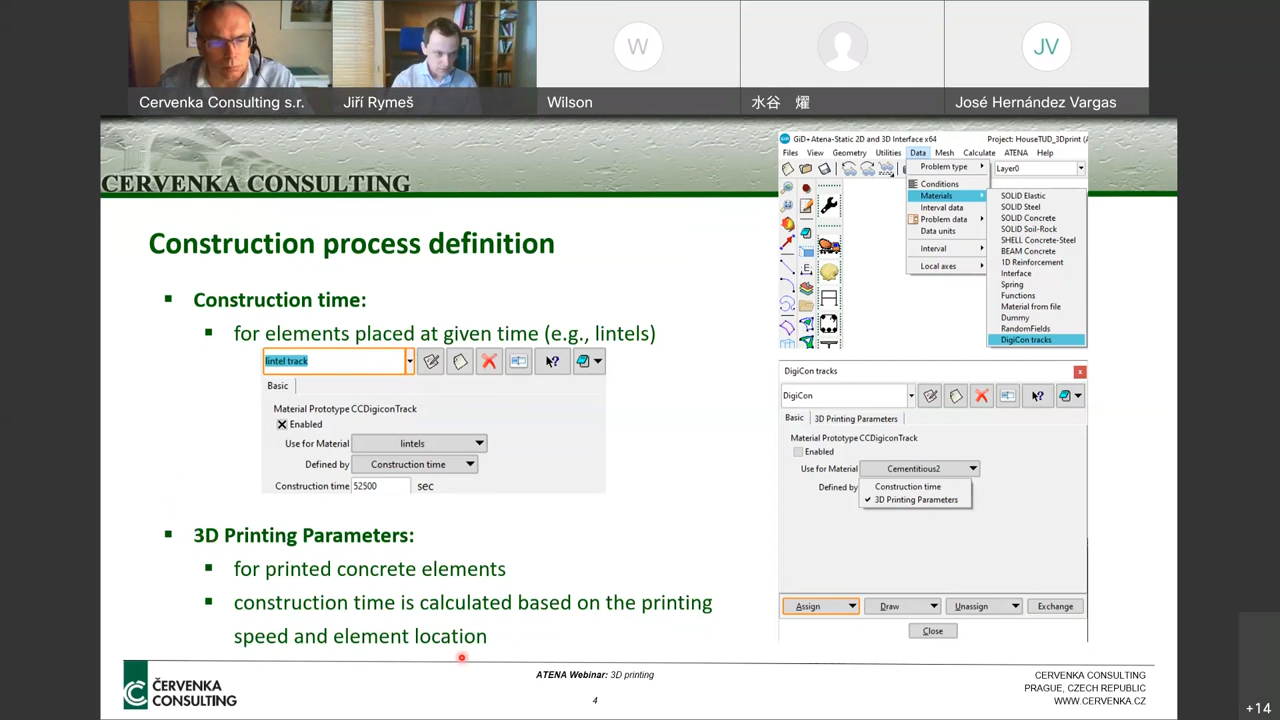 W
JV
Cervenka Consulting s.r.
Jiří Rymeš
Wilson
水谷 燿
José Hernández Vargas
CERVENKA CONSULTING
GiD+Atena-Static 2D and 3D Interface x64 Project: HouseTUD_3Dprint (A
Files View Geometry Utilities Data Mesh Calculate ATENA Help
Problem type
Layer0
Conditions
Materials
Interval data
Problem data
Data units
Interval
Local axes
SOLID Elastic
SOLID Steel
SOLID Concrete
SOLID Soil-Rock
SHELL Concrete-Steel
BEAM Concrete
1D Reinforcement
Interface
Spring
Functions
Material from file
Dummy
RandomFields
DigiCon tracks
Construction process definition
Construction time:
for elements placed at given time (e.g., lintels)
lintel track
Basic
Material Prototype CCDigiconTrack
Enabled
Use for Material lintels
Defined by Construction time
Construction time 52500 sec
DigiCon tracks
DigiCon
Basic 3D Printing Parameters
Material Prototype CCDigiconTrack
Enabled
Use for Material Cementitious2
Defined by
Construction time
3D Printing Parameters
Assign Draw Unassign Exchange
Close
3D Printing Parameters:
for printed concrete elements
construction time is calculated based on the printing
speed and element location
ČERVENKA
CONSULTING
ATENA Webinar: 3D printing
4
CERVENKA CONSULTING
PRAGUE, CZECH REPUBLIC
WWW.CERVENKA.CZ
+14